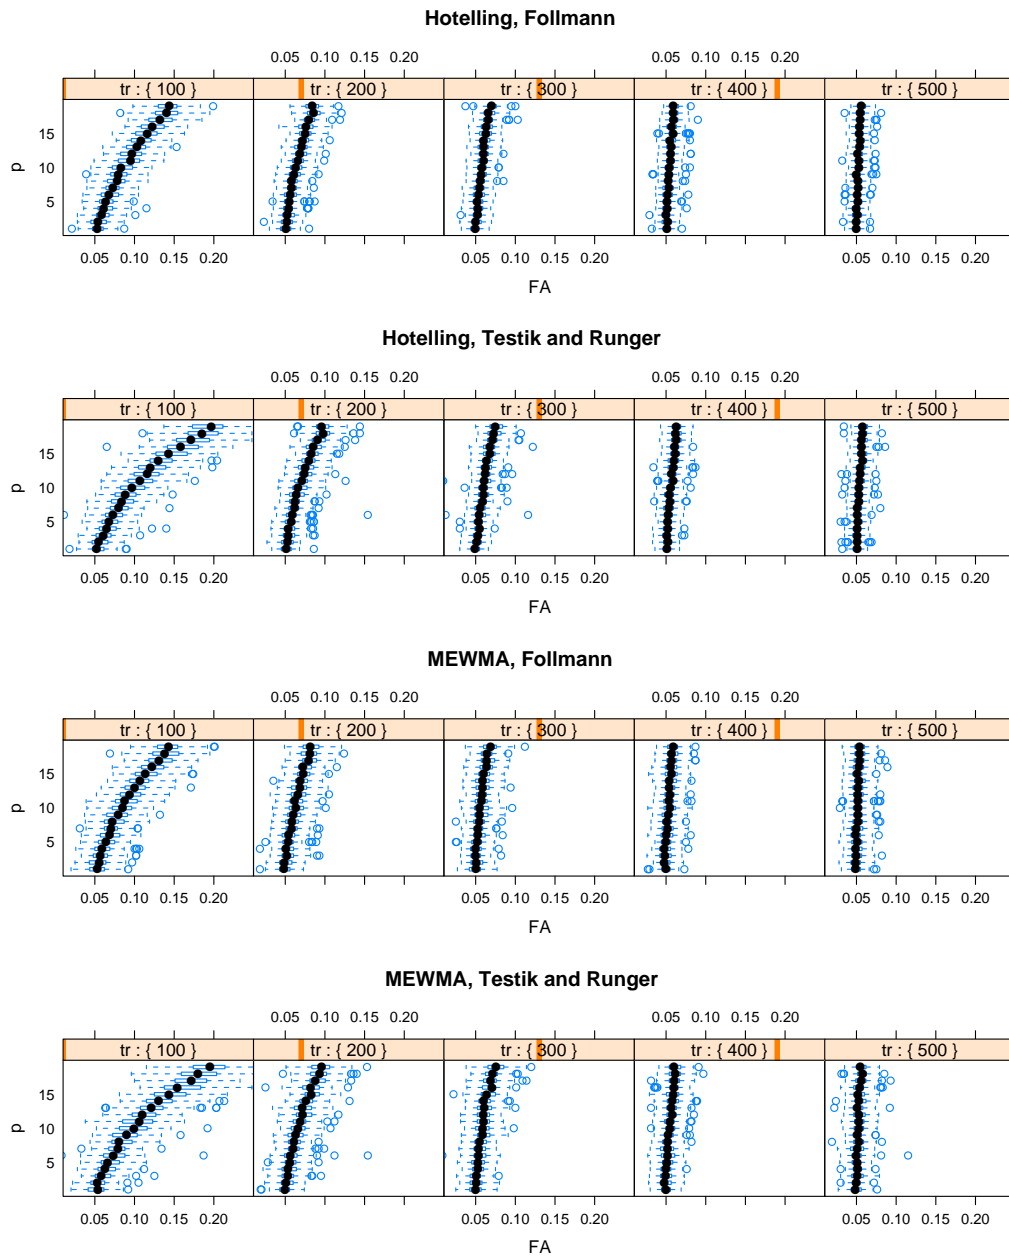 Hotelling, Follmann
0.05 0.10 0.15 0.20 0.05 0.10 0.15 0.20
tr : { 100 } tr : { 200 } tr : { 300 } tr : { 400 } tr : { 500 }
15
10
5
p
0.05 0.10 0.15 0.20 0.05 0.10 0.15 0.20 0.05 0.10 0.15 0.20
FA
Hotelling, Testik and Runger
0.05 0.10 0.15 0.20 0.05 0.10 0.15 0.20
tr : { 100 } tr : { 200 } tr : { 300 } tr : { 400 } tr : { 500 }
15
10
5
p
0.05 0.10 0.15 0.20 0.05 0.10 0.15 0.20 0.05 0.10 0.15 0.20
FA
MEWMA, Follmann
0.05 0.10 0.15 0.20 0.05 0.10 0.15 0.20
tr : { 100 } tr : { 200 } tr : { 300 } tr : { 400 } tr : { 500 }
15
10
5
p
0.05 0.10 0.15 0.20 0.05 0.10 0.15 0.20 0.05 0.10 0.15 0.20
FA
MEWMA, Testik and Runger
0.05 0.10 0.15 0.20 0.05 0.10 0.15 0.20
tr : { 100 } tr : { 200 } tr : { 300 } tr : { 400 } tr : { 500 }
15
10
5
p
0.05 0.10 0.15 0.20 0.05 0.10 0.15 0.20 0.05 0.10 0.15 0.20
FA